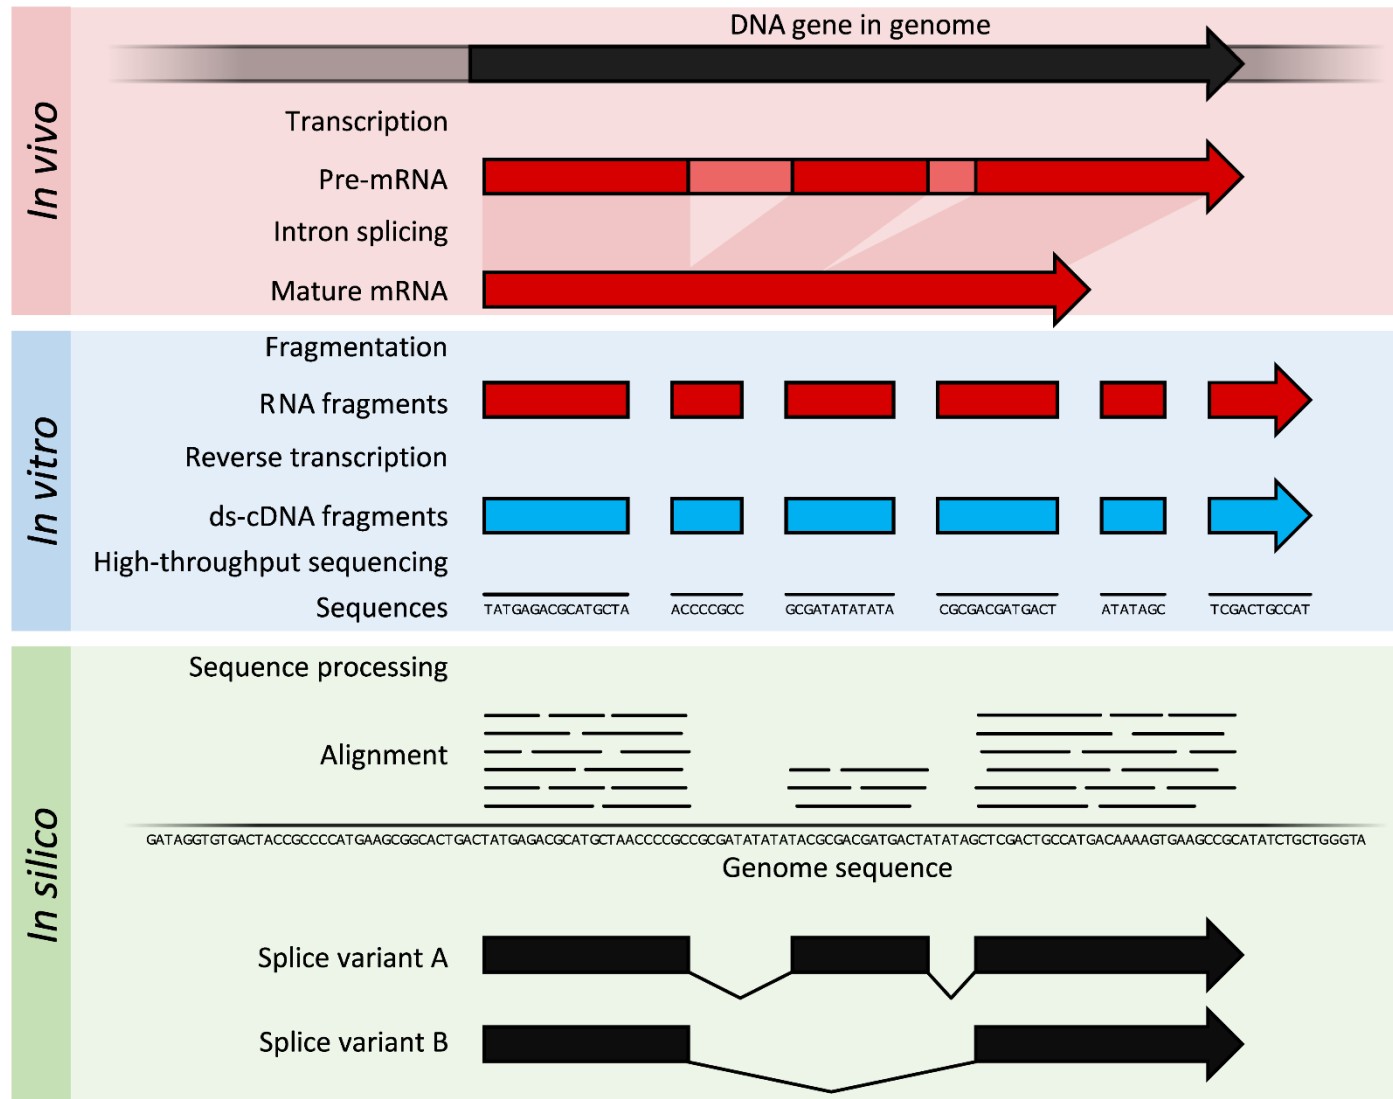 In vivo
DNA gene in genome
Transcription
Pre-mRNA
Intron splicing
Mature mRNA
In vitro
Fragmentation
RNA fragments
Reverse transcription
ds-cDNA fragments
High-throughput sequencing
Sequences
TATGAGACGCATGCTA ACCCCGCC GCGATATATATA CGCGACGATGACT ATATAGC TCGACTGCCAT
In silico
Sequence processing
Alignment
GATAGGTGTGACTACCGCCCCATGAAGCGGCACTGACTATGAGACGCATGCTAACCCCGCCGCGATATATATACGCGACGATGACTATATAGCTCGACTGCCATGACAAAAGTGAAGCCGCATATCTGCTGGGTA
Genome sequence
Splice variant A
Splice variant B